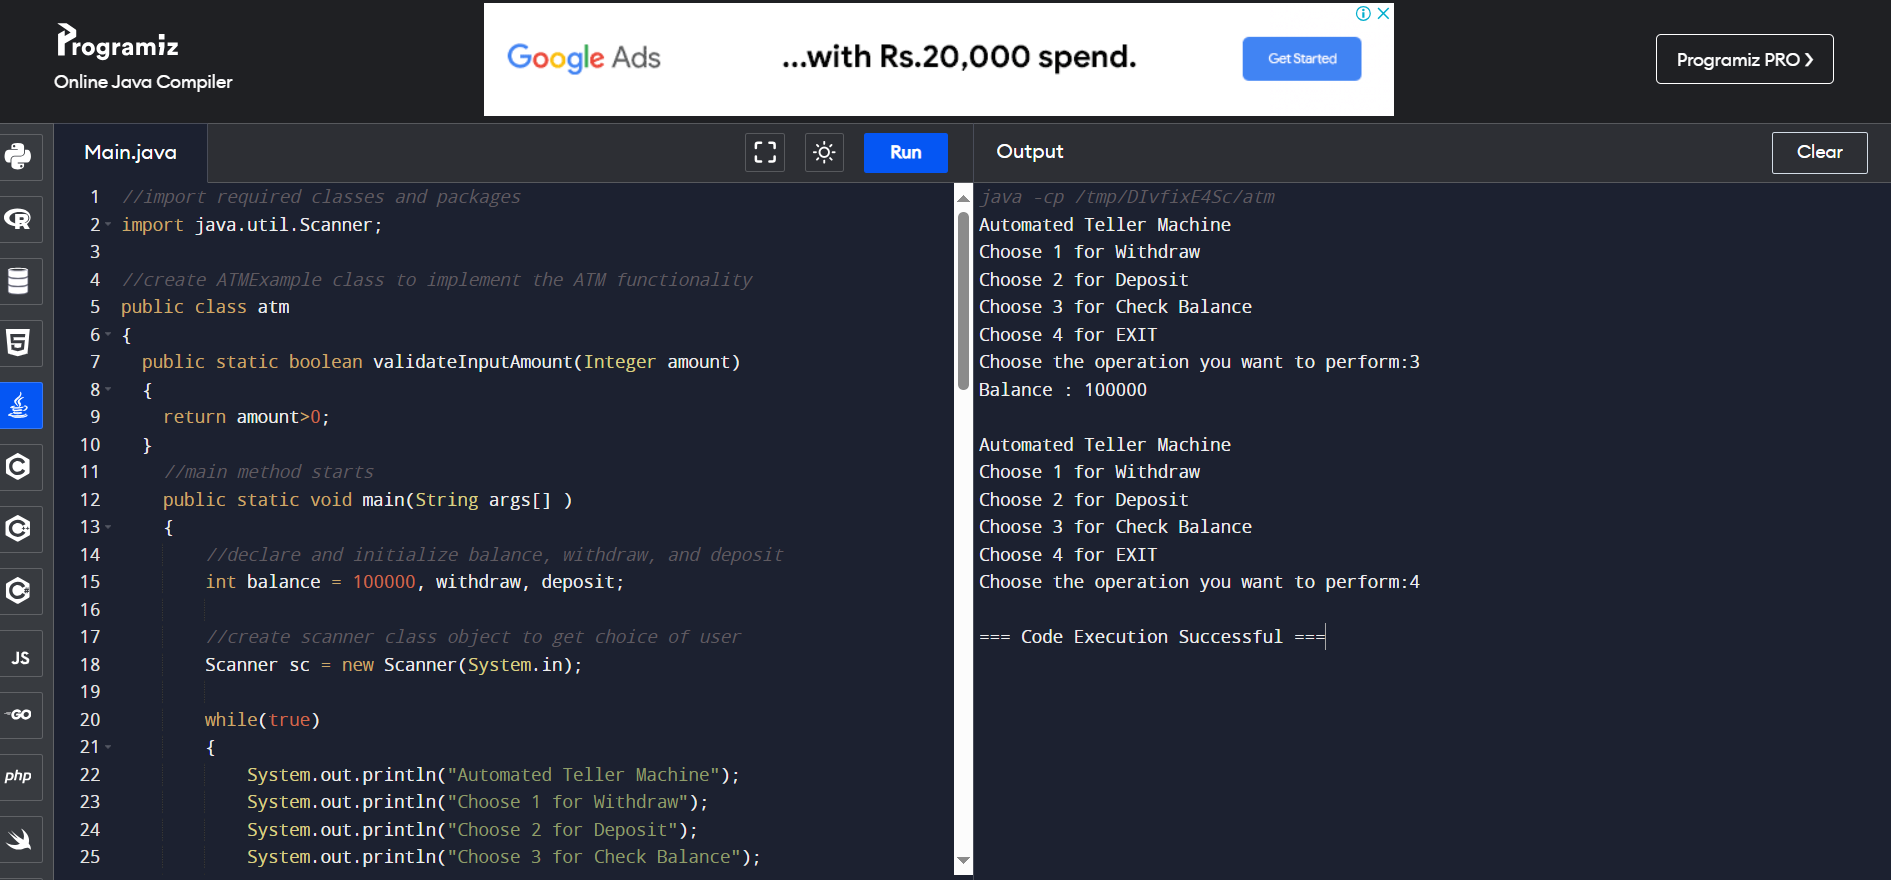 Programiz
Online Java Compiler
Google Ads
...with Rs.20,000 spend.
Get Started
Programiz PRO ❯
Main.java
Run
Output
Clear
1 //import required classes and packages
2 import java.util.Scanner;
3
4 //create ATMExample class to implement the ATM functionality
5 public class atm
6 {
7 public static boolean validateInputAmount(Integer amount)
8 {
9 return amount>0;
10 }
11 //main method starts
12 public static void main(String args[] )
13 {
14 //declare and initialize balance, withdraw, and deposit
15 int balance = 100000, withdraw, deposit;
16
17 //create scanner class object to get choice of user
18 Scanner sc = new Scanner(System.in);
19
20 while(true)
21 {
22 System.out.println("Automated Teller Machine");
23 System.out.println("Choose 1 for Withdraw");
24 System.out.println("Choose 2 for Deposit");
25 System.out.println("Choose 3 for Check Balance");
java -cp /tmp/DIvfixE4Sc/atm
Automated Teller Machine
Choose 1 for Withdraw
Choose 2 for Deposit
Choose 3 for Check Balance
Choose 4 for EXIT
Choose the operation you want to perform:3
Balance : 100000
Automated Teller Machine
Choose 1 for Withdraw
Choose 2 for Deposit
Choose 3 for Check Balance
Choose 4 for EXIT
Choose the operation you want to perform:4
=== Code Execution Successful ===
R
5
C
C++
C#
JS
GO
php